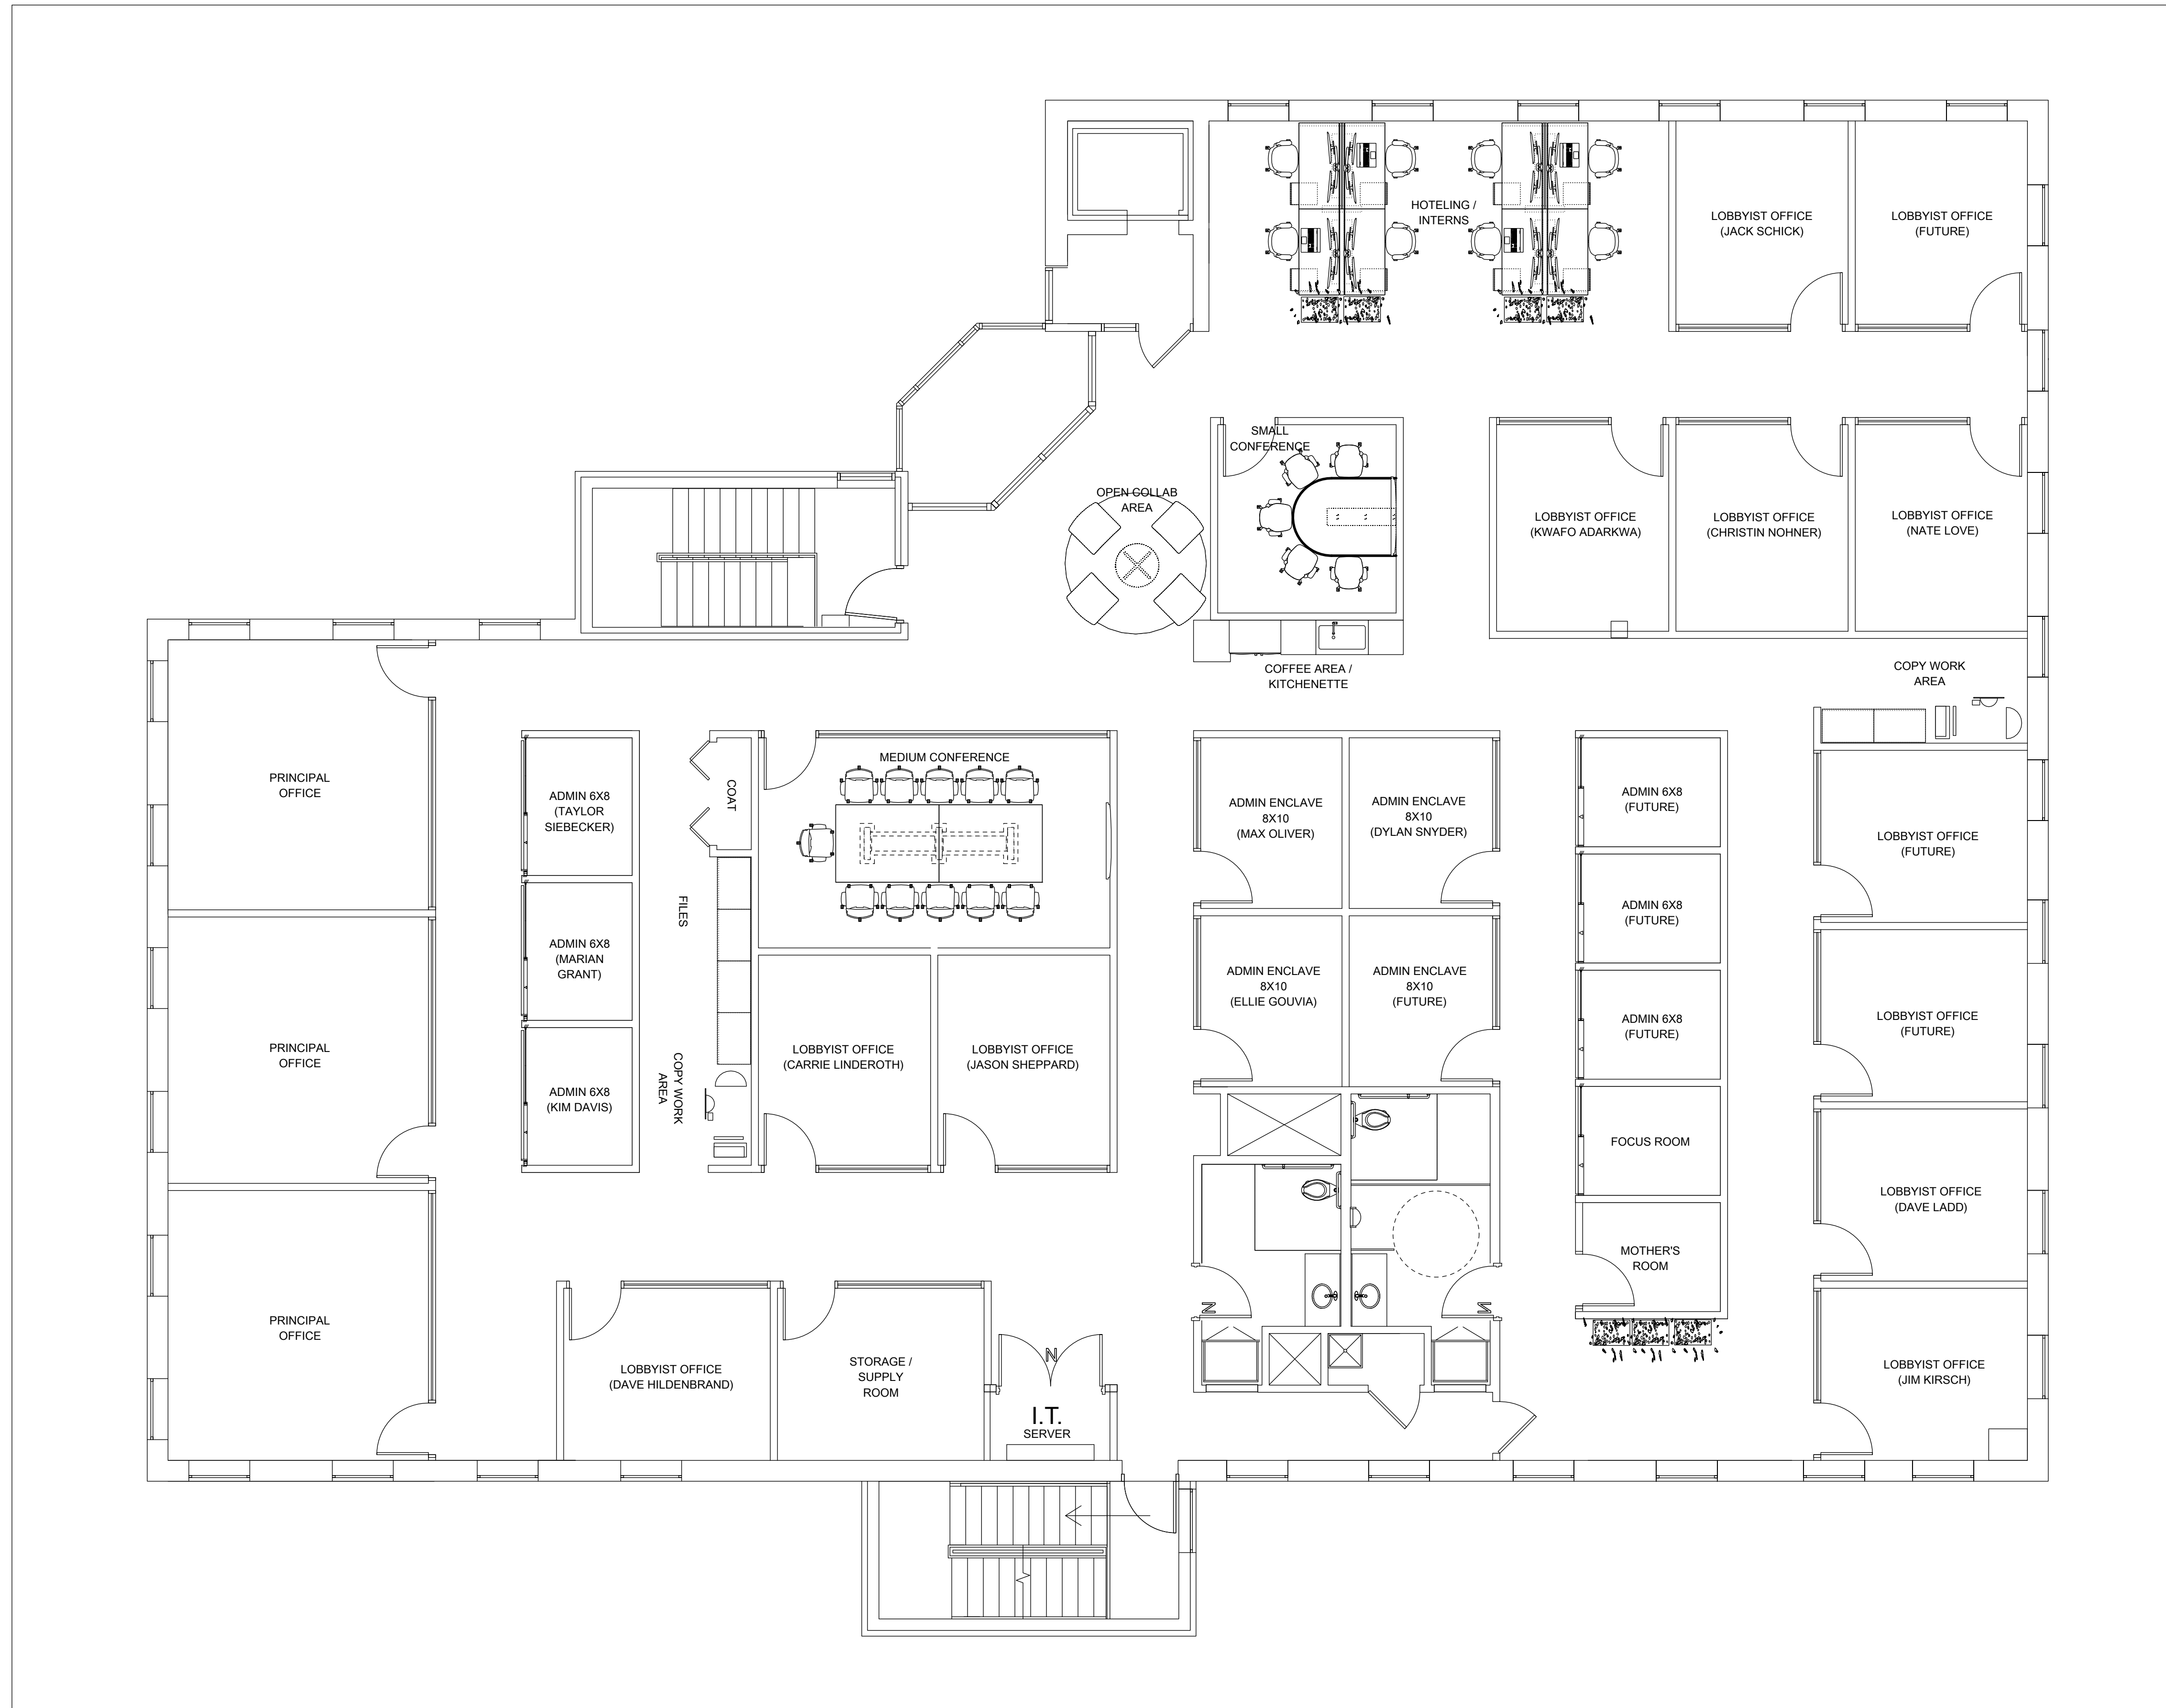 HOTELING /
INTERNS
LOBBYIST OFFICE
(JACK SCHICK)
LOBBYIST OFFICE
(FUTURE)
SMALL
CONFERENCE
OPEN COLLAB
AREA
LOBBYIST OFFICE
(KWAFO ADARKWA)
LOBBYIST OFFICE
(CHRISTIN NOHNER)
LOBBYIST OFFICE
(NATE LOVE)
COFFEE AREA /
KITCHENETTE
COPY WORK
AREA
PRINCIPAL
OFFICE
ADMIN 6X8
(TAYLOR
SIEBECKER)
COAT
MEDIUM CONFERENCE
ADMIN ENCLAVE
8X10
(MAX OLIVER)
ADMIN ENCLAVE
8X10
(DYLAN SNYDER)
ADMIN 6X8
(FUTURE)
LOBBYIST OFFICE
(FUTURE)
ADMIN 6X8
(MARIAN
GRANT)
FILES
ADMIN 6X8
(FUTURE)
ADMIN ENCLAVE
8X10
(ELLIE GOUVIA)
ADMIN ENCLAVE
8X10
(FUTURE)
ADMIN 6X8
(FUTURE)
LOBBYIST OFFICE
(FUTURE)
PRINCIPAL
OFFICE
ADMIN 6X8
(KIM DAVIS)
COPY WORK
AREA
LOBBYIST OFFICE
(CARRIE LINDEROTH)
LOBBYIST OFFICE
(JASON SHEPPARD)
FOCUS ROOM
LOBBYIST OFFICE
(DAVE LADD)
MOTHER'S
ROOM
PRINCIPAL
OFFICE
LOBBYIST OFFICE
(DAVE HILDENBRAND)
STORAGE /
SUPPLY
ROOM
I.T.
SERVER
LOBBYIST OFFICE
(JIM KIRSCH)